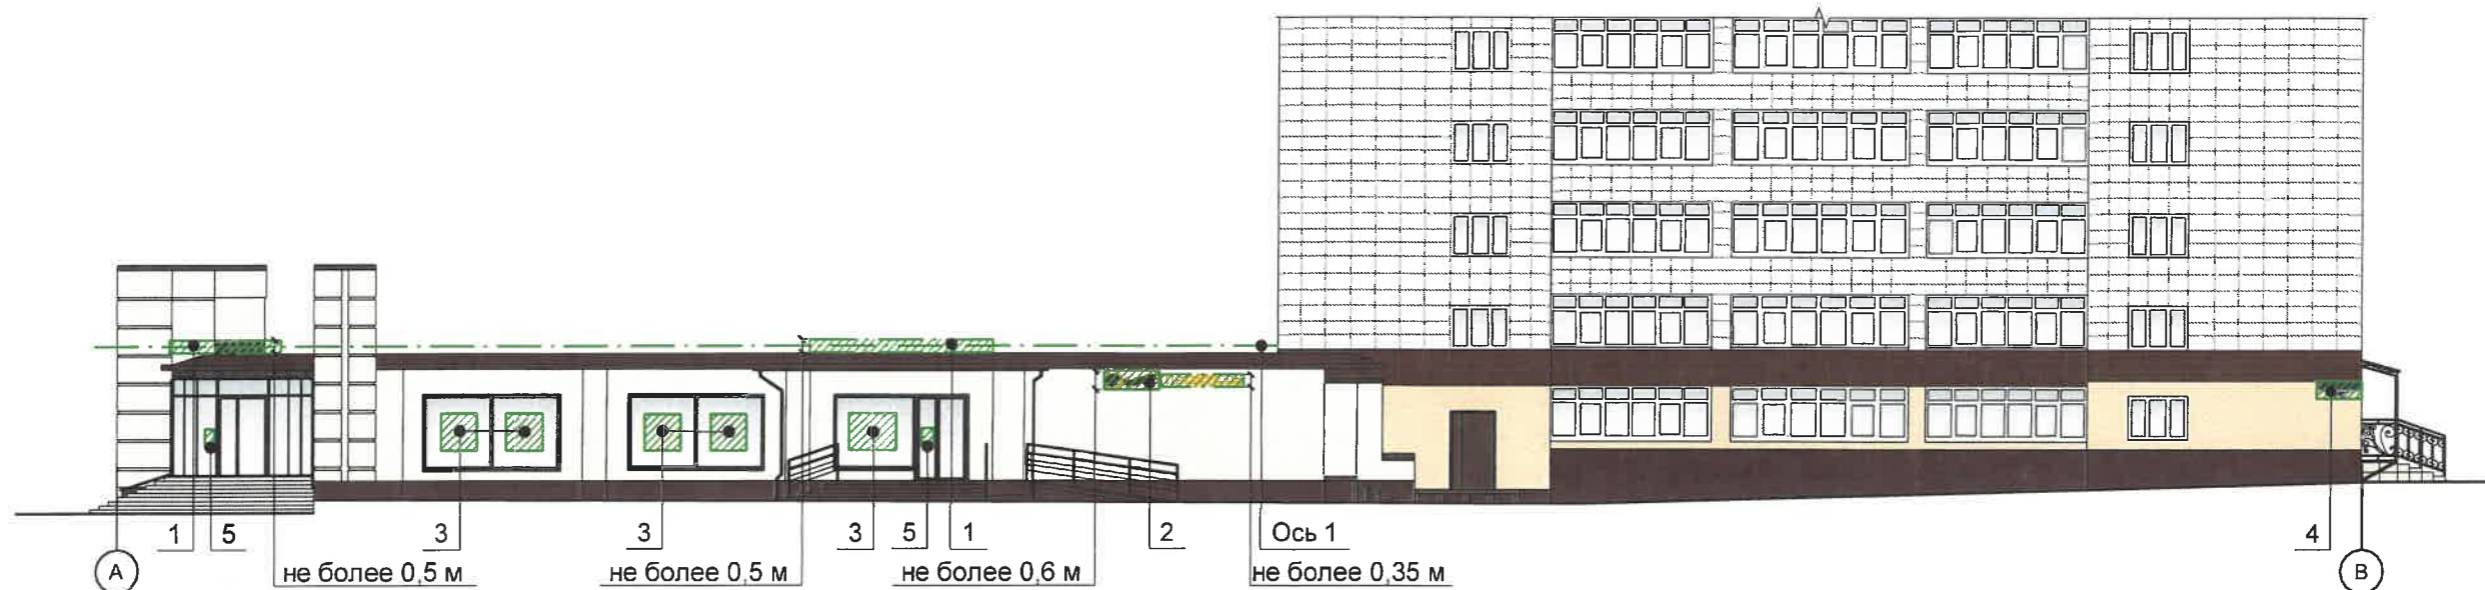 1 5 3 3 3 5 1 2 Ось 1 4
А не более 0,5 м не более 0,5 м не более 0,6 м не более 0,35 м В